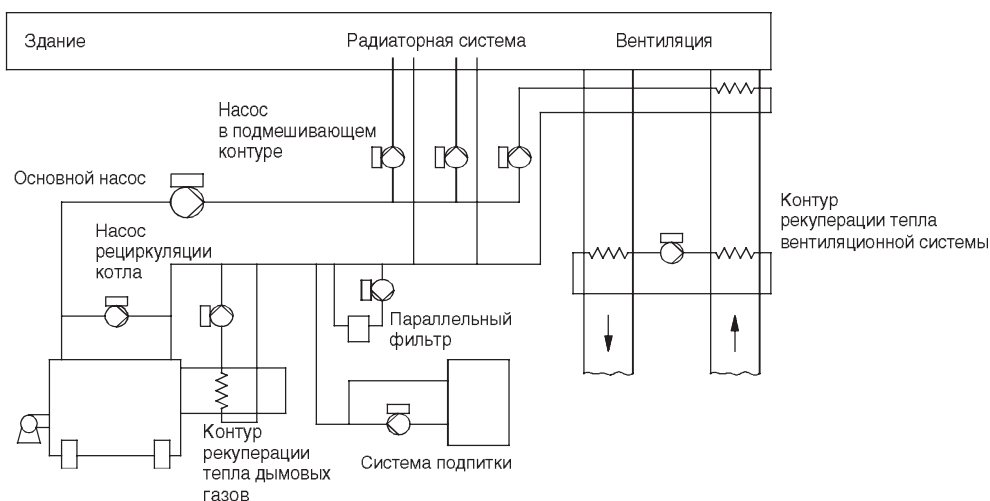 Здание
Радиаторная система
Вентиляция
Насос
в подмешивающем
контуре
Основной насос
Насос
рециркуляции
котла
Контур
рекуперации тепла
вентиляционной системы
Параллельный
фильтр
Контур
рекуперации
тепла дымовых
газов
Система подпитки